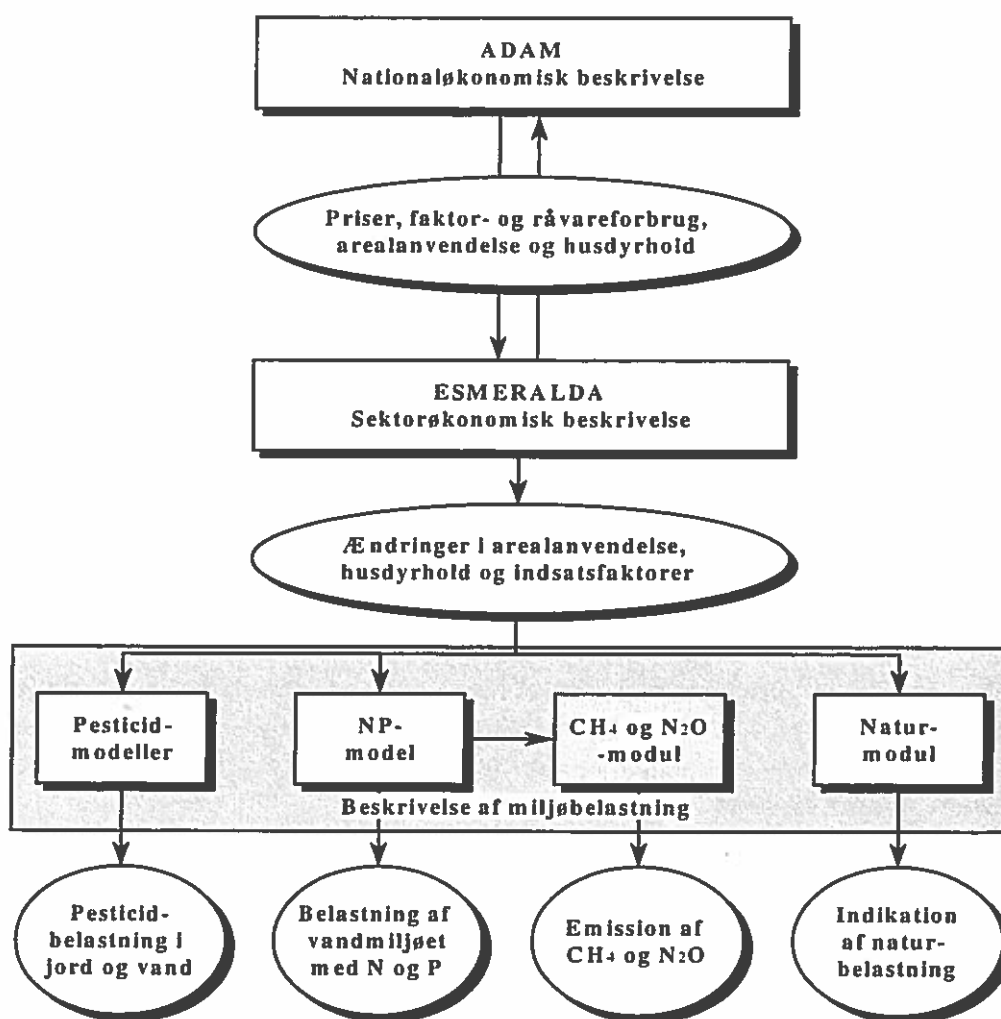 ADAM
Nationaløkonomisk beskrivelse
Priser, faktor- og råvareforbrug,
arealanvendelse og husdyrhold
ESMERALDA
Sektorøkonomisk beskrivelse
Ændringer i arealanvendelse,
husdyrhold og indsatsfaktorer
Pesticid-
modeller
NP-
model
CH4 og N2O
-modul
Natur-
modul
Beskrivelse af miljøbelastning
Pesticid-
belastning i
jord og vand
Belastning af
vandmiljøet
med N og P
Emission af
CH4 og N2O
Indikation
af natur-
belastning